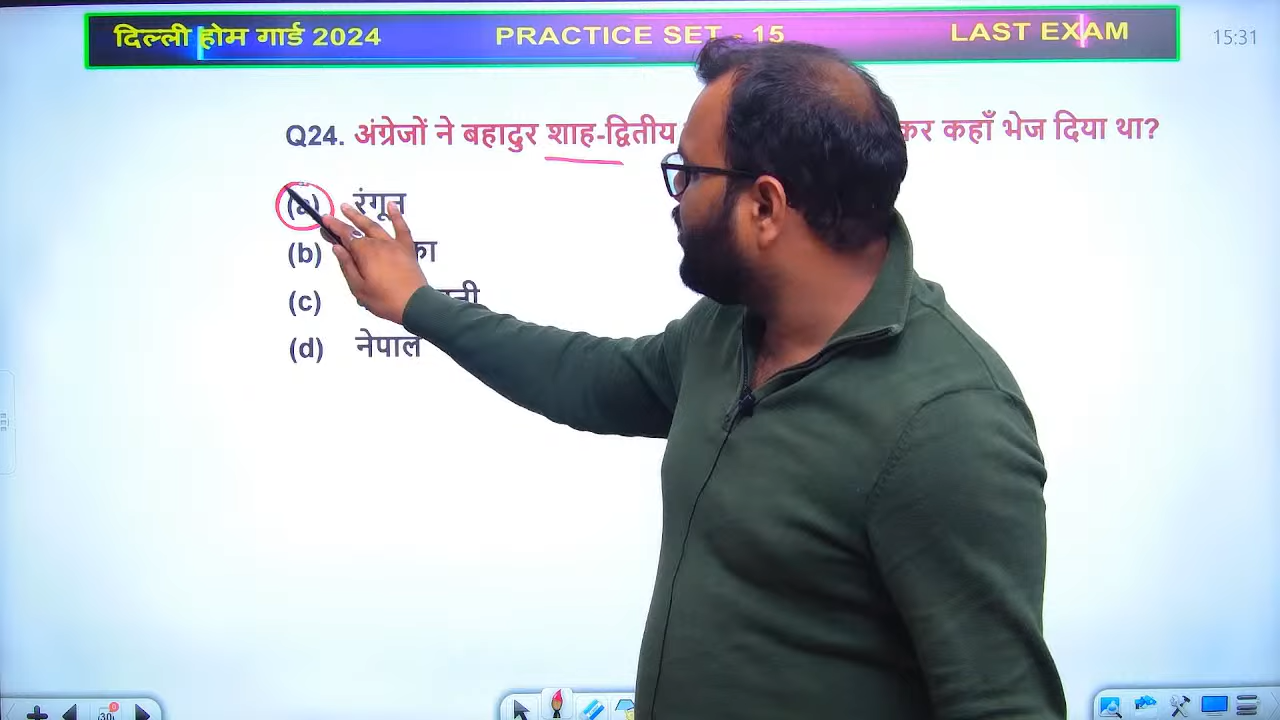 दिल्ली होम गार्ड 2024 PRACTICE SET - 15 LAST EXAM 15:31
Q24. अंग्रेजों ने बहादुर शाह-द्वितीय कर कहाँ भेज दिया था?
(a) रंगून
(b)
(c)
(d) नेपाल